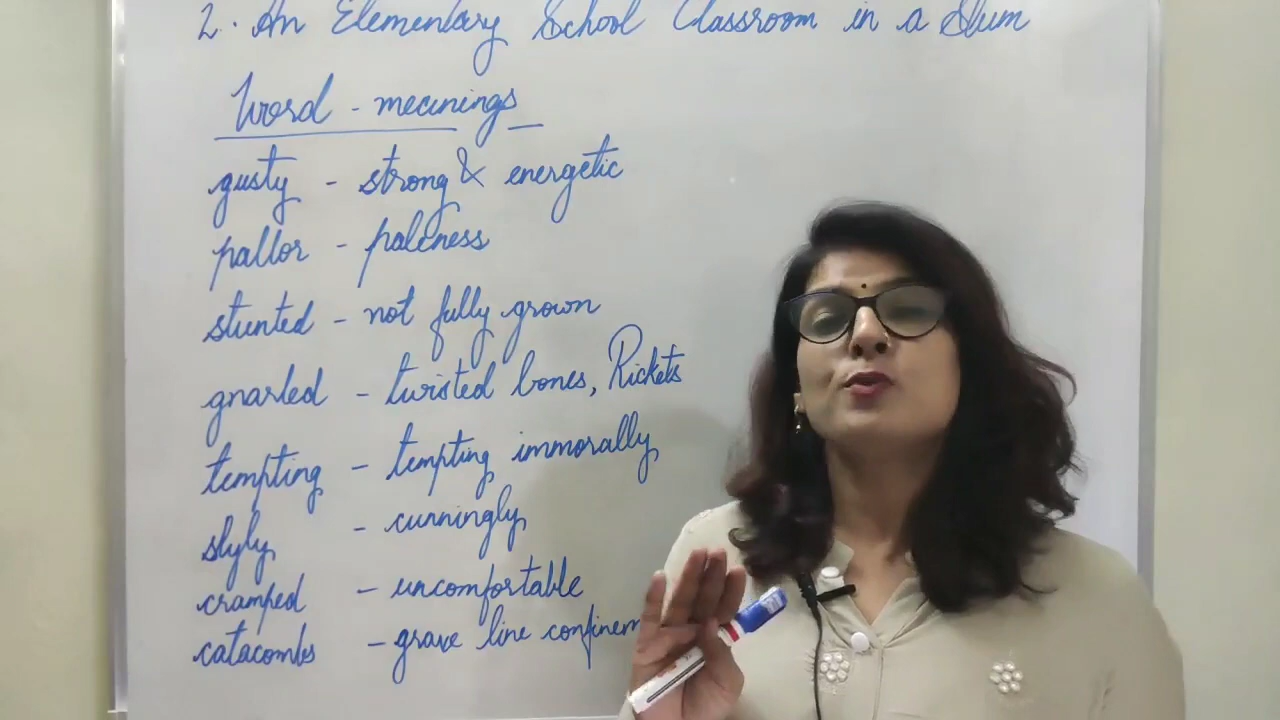 2. An Elementary School Classroom in a Slum
Word - meanings
gusty - strong & energetic
pallor - paleness
stunted - not fully grown
gnarled - twisted bones, Rickets
tempting - tempting immorally
slyly - cunningly
cramped - uncomfortable
catacombs - grave line confinem